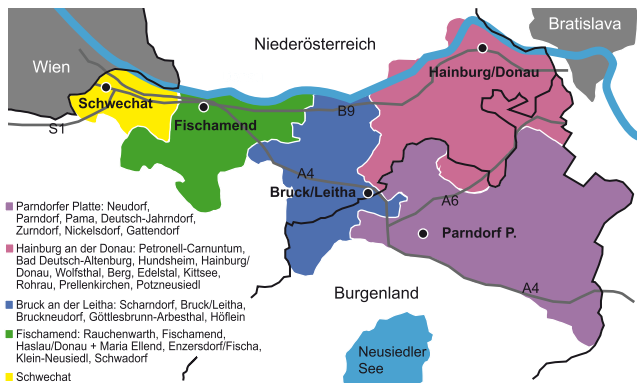 Niederösterreich
Bratislava
Wien
Hainburg/Donau
Schwechat
B9
Fischamend
S1
A4
Bruck/Leitha
A6
Parndorf P.
A4
Burgenland
Neusiedler
See
Parndorfer Platte: Neudorf,
Parndorf, Pama, Deutsch-Jahrndorf,
Zurndorf, Nickelsdorf, Gattendorf
Hainburg an der Donau: Petronell-Carnuntum,
Bad Deutsch-Altenburg, Hundsheim, Hainburg/
Donau, Wolfsthal, Berg, Edelstal, Kittsee,
Rohrau, Prellenkirchen, Potzneusiedl
Bruck an der Leitha: Scharndorf, Bruck/Leitha,
Bruckneudorf, Göttlesbrunn-Arbesthal, Höflein
Fischamend: Rauchenwarth, Fischamend,
Haslau/Donau + Maria Ellend, Enzersdorf/Fischa,
Klein-Neusiedl, Schwadorf
Schwechat